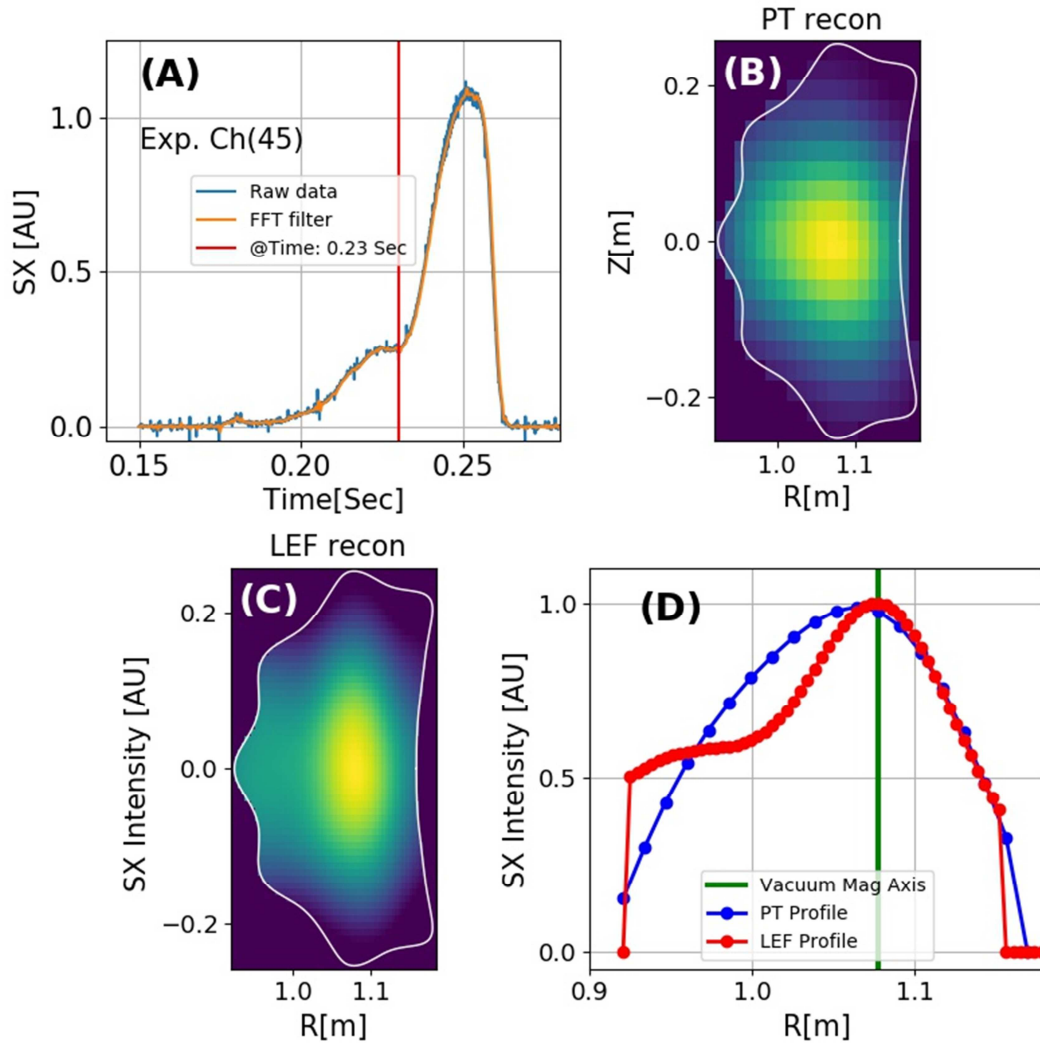 PT recon
(A)
Exp. Ch(45)
Raw data
FFT filter
@Time: 0.23 Sec
SX [AU]
1.0
0.5
0.0
0.15
0.20
0.25
Time[Sec]
(B)
Z[m]
0.2
0.0
−0.2
1.0
1.1
R[m]
LEF recon
(C)
SX Intensity [AU]
0.2
0.0
−0.2
1.0
1.1
R[m]
(D)
SX Intensity [AU]
1.0
0.5
0.0
Vacuum Mag Axis
PT Profile
LEF Profile
0.9
1.0
1.1
R[m]